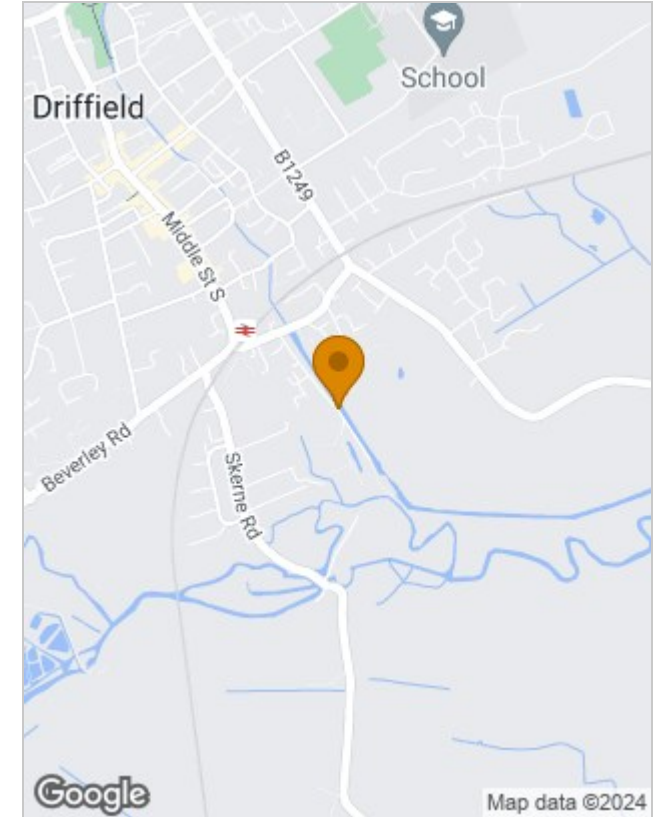 School
Driffield
B1249
Middle St S
Beverley Rd
Skerne Rd
Google
Map data ©2024